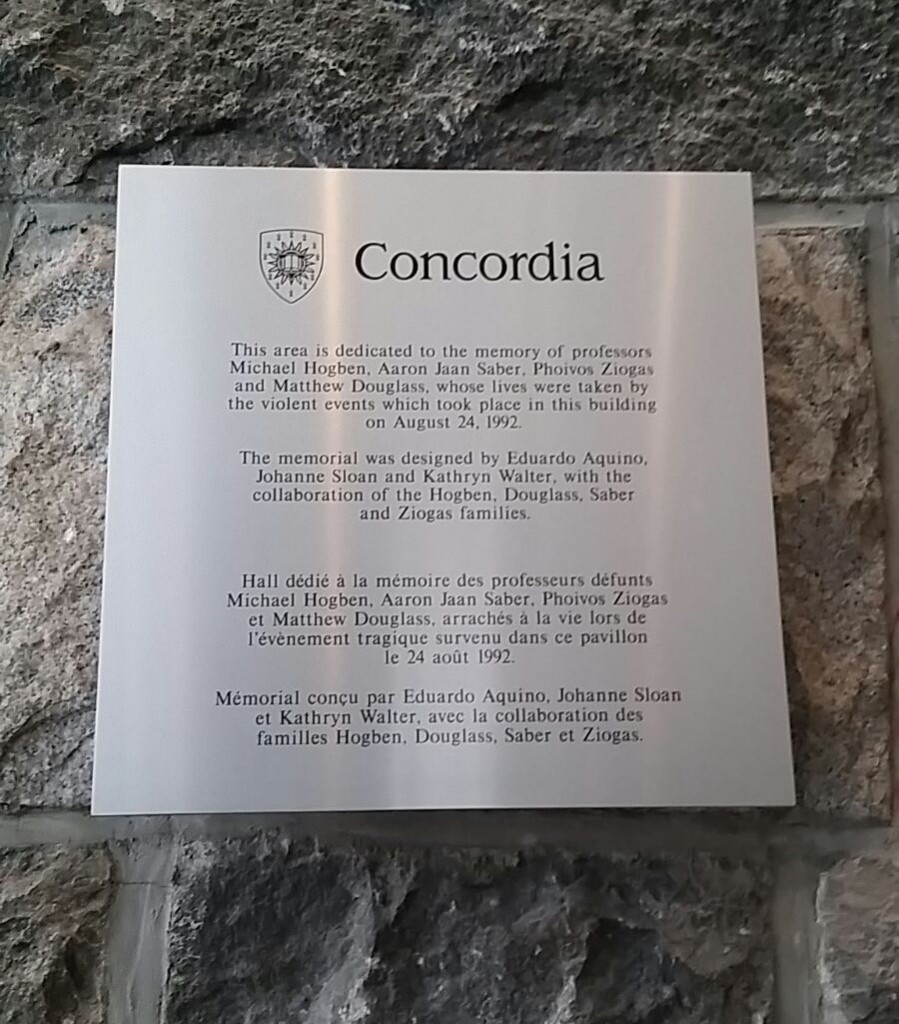 Concordia
This area is dedicated to the memory of professors
Michael Hogben, Aaron Jaan Saber, Phoivos Ziogas
and Matthew Douglass, whose lives were taken by
the violent events which took place in this building
on August 24, 1992.
The memorial was designed by Eduardo Aquino,
Johanne Sloan and Kathryn Walter, with the
collaboration of the Hogben, Douglass, Saber
and Ziogas families.
Hall dédié à la mémoire des professeurs défunts
Michael Hogben, Aaron Jaan Saber, Phoivos Ziogas
et Matthew Douglass, arrachés à la vie lors de
l'évènement tragique survenu dans ce pavillon
le 24 août 1992.
Mémorial conçu par Eduardo Aquino, Johanne Sloan
et Kathryn Walter, avec la collaboration des
familles Hogben, Douglass, Saber et Ziogas.